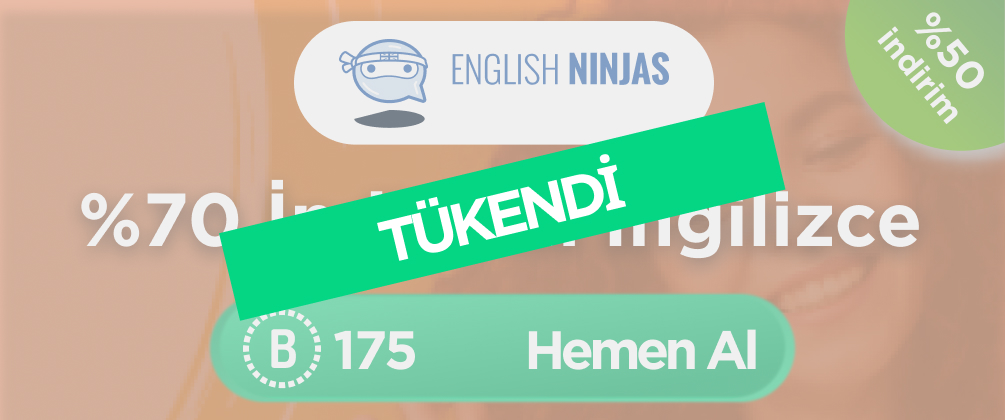 ENGLISH NINJAS
%50
indirim
%70 İngilizce
TÜKENDİ
B 175 Hemen Al